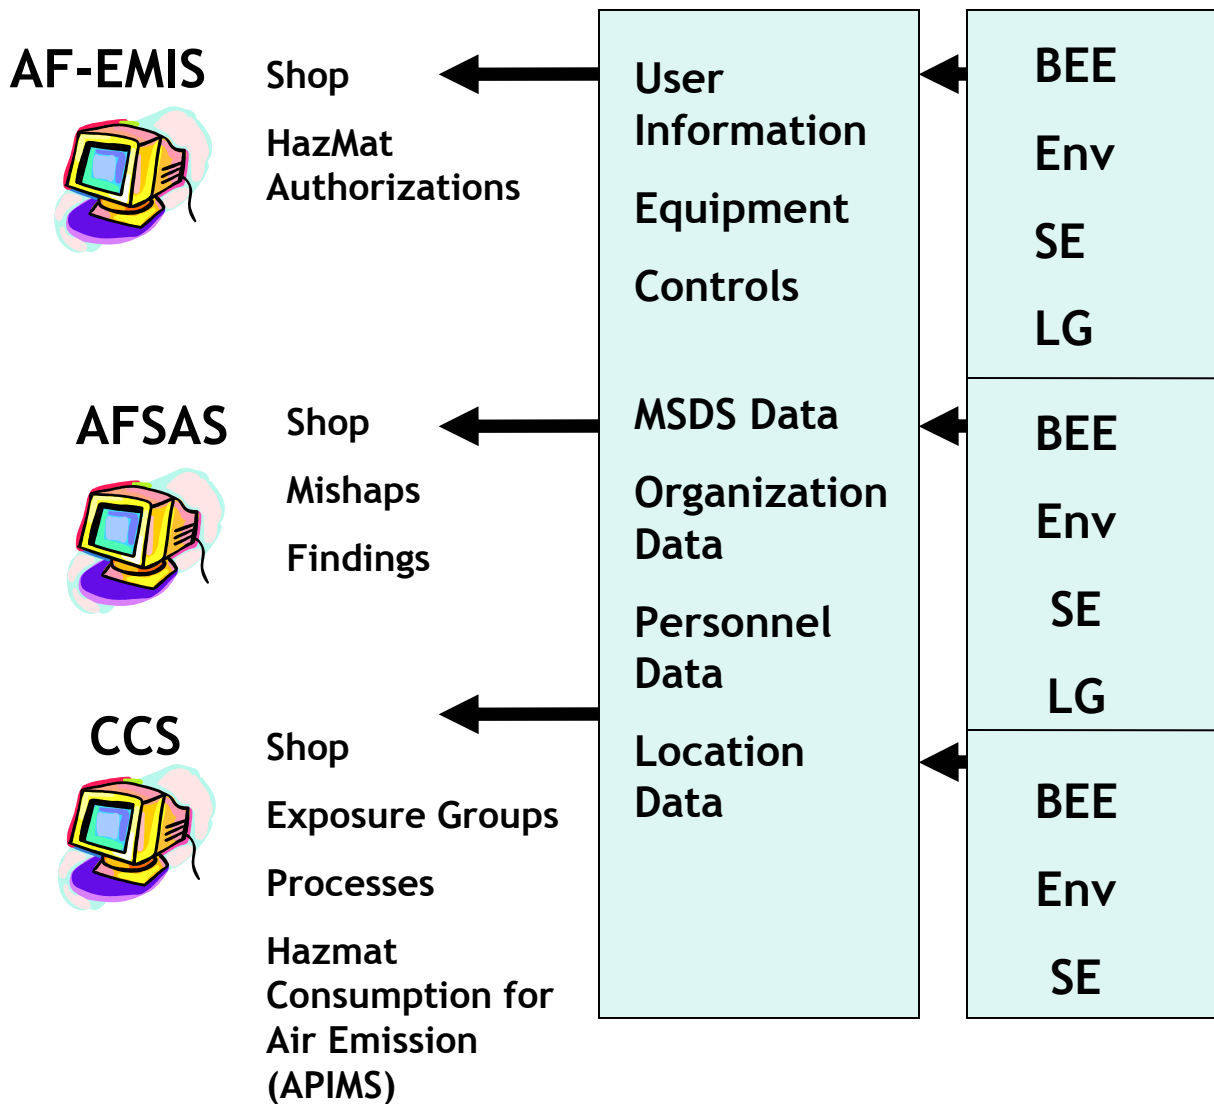 AF-EMIS
Shop
HazMat
Authorizations
AFSAS
Shop
Mishaps
Findings
CCS
Shop
Exposure Groups
Processes
Hazmat
Consumption for
Air Emission
(APIMS)
User
Information
Equipment
Controls
MSDS Data
Organization
Data
Personnel
Data
Location
Data
BEE
Env
SE
LG
BEE
Env
SE
LG
BEE
Env
SE